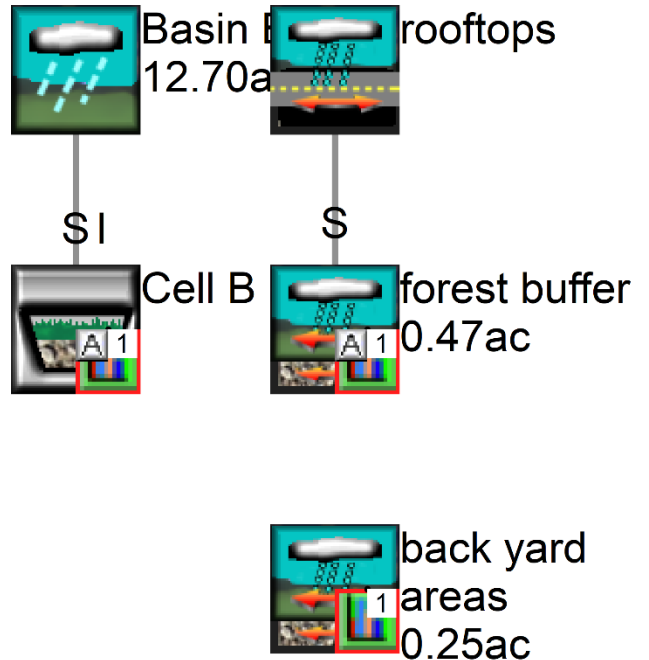 Basin
rooftops
12.70a
S I
S
Cell B
forest buffer
0.47ac
A 1
A 1
back yard
areas
0.25ac
1